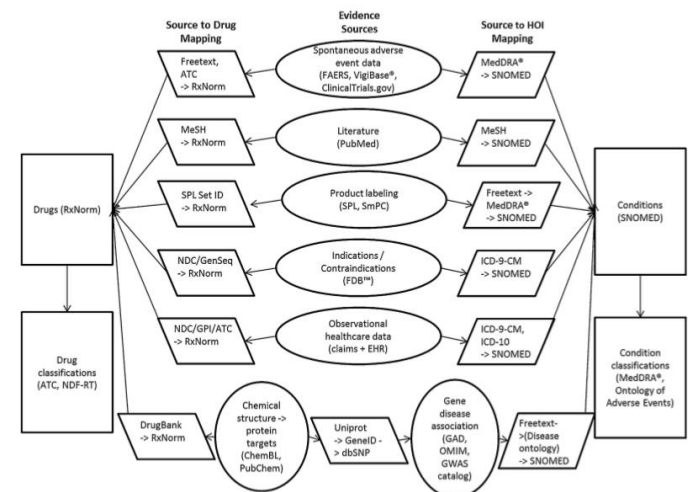 Source to Drug
Mapping
Evidence
Sources
Source to HOI
Mapping
Freetext,
ATC
-> RxNorm
Spontaneous adverse
event data
(FAERS, VigiBase®,
ClinicalTrials.gov)
MedDRA®
-> SNOMED
MeSH
-> RxNorm
Literature
(PubMed)
MeSH
-> SNOMED
Drugs (RxNorm)
SPL Set ID
-> RxNorm
Product labeling
(SPL, SmPC)
Freetext ->
MedDRA®
-> SNOMED
Conditions
(SNOMED)
NDC/GenSeq
-> RxNorm
Indications /
Contraindications
(FDB™)
ICD-9-CM
-> SNOMED
Drug
classifications
(ATC, NDF-RT)
NDC/GPI/ATC
-> RxNorm
Observational
healthcare data
(claims + EHR)
ICD-9-CM,
ICD-10
-> SNOMED
Condition
classifications
(MedDRA®,
Ontology of
Adverse Events)
DrugBank
-> RxNorm
Chemical
structure ->
protein
targets
(ChemBL,
PubChem)
Uniprot
-> GeneID -
> dbSNP
Gene
disease
association
(GAD,
OMIM,
GWAS
catalog)
Freetext-
>(Disease
ontology)
-> SNOMED